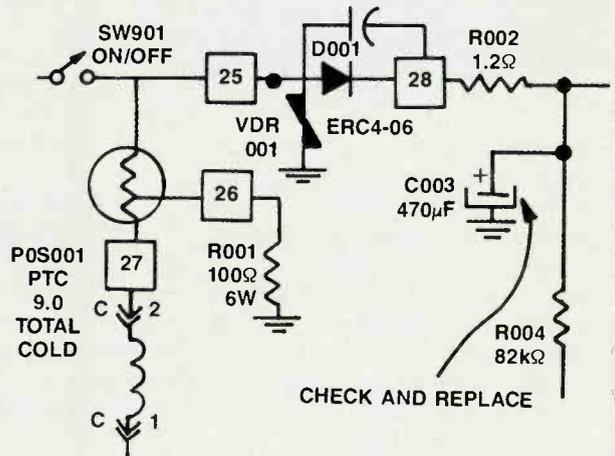 SW901
ON/OFF
25
D001
28
R002
1.2Ω
VDR
001
ERC4-06
26
C003
470µF
+
P0S001
PTC
9.0
TOTAL
COLD
27
R001
100Ω
6W
C 2
C 1
R004
82kΩ
CHECK AND REPLACE